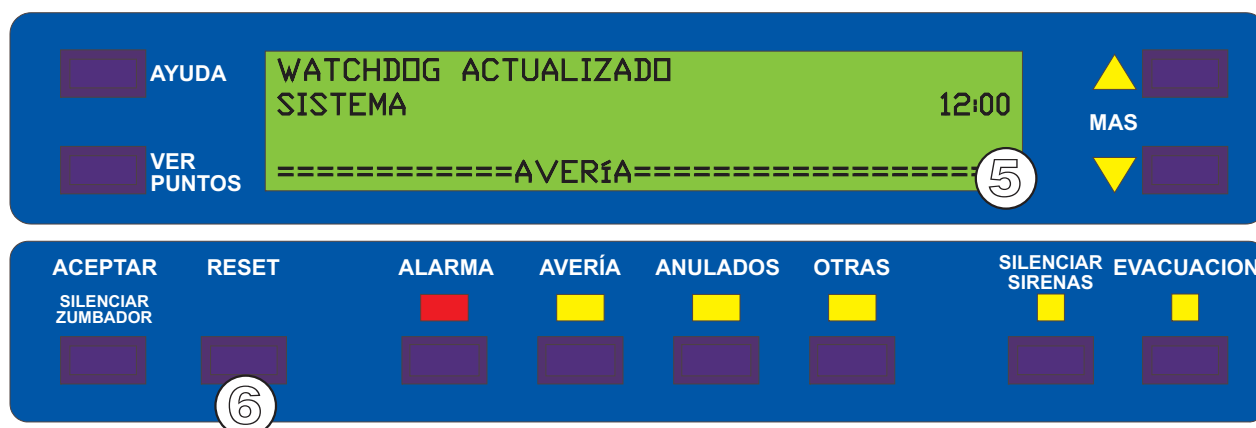 AYUDA
WATCHDOG ACTUALIZADO
SISTEMA 12:00
MAS
VER
PUNTOS
============AVERíA==================
5
ACEPTAR RESET ALARMA AVERÍA ANULADOS OTRAS SILENCIAR
SIRENAS EVACUACION
SILENCIAR
ZUMBADOR
6